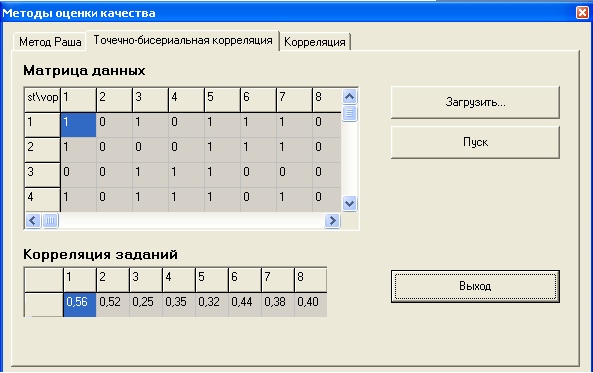 Методы оценки качества
Метод Раша Точечно-бисериальная корреляция Корреляция
Матрица данных
st\vop 1 2 3 4 5 6 7 8
1 1 0 1 0 1 1 1 0
2 1 0 0 0 1 1 1 0
3 0 0 1 1 1 0 0 0
4 1 0 1 1 0 1 0
Загрузить...
Пуск
Корреляция заданий
1 2 3 4 5 6 7 8
0,56 0,52 0,25 0,35 0,32 0,44 0,38 0,40
Выход